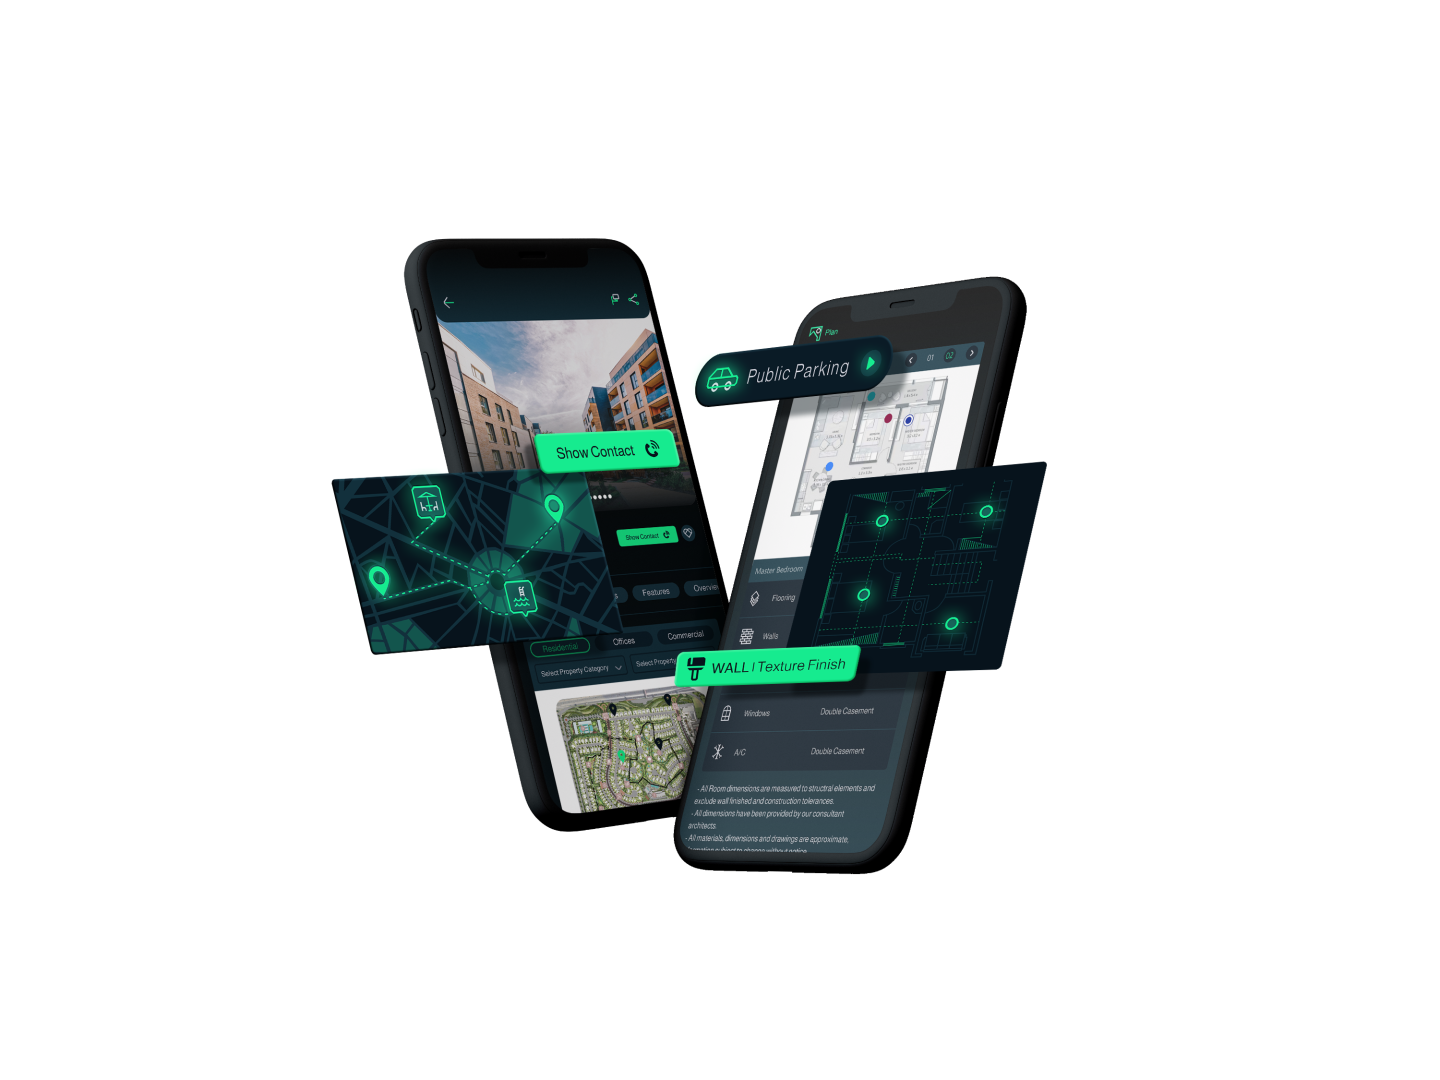 Show Contact
Show Contact
Features
Overvie
Residential
Offices
Commercial
Select Property Category
Select Property
Plan
01
02
Public Parking
Master Bedroom
Flooring
Walls
WALL | Texture Finish
Windows
Double Casement
A/C
Double Casement
- All Room dimensions are measured to structral elements and
exclude wall finished and construction tolerances.
- All dimensions have been provided by our consultant
architects.
- All materials, dimensions and drawings are approximate,